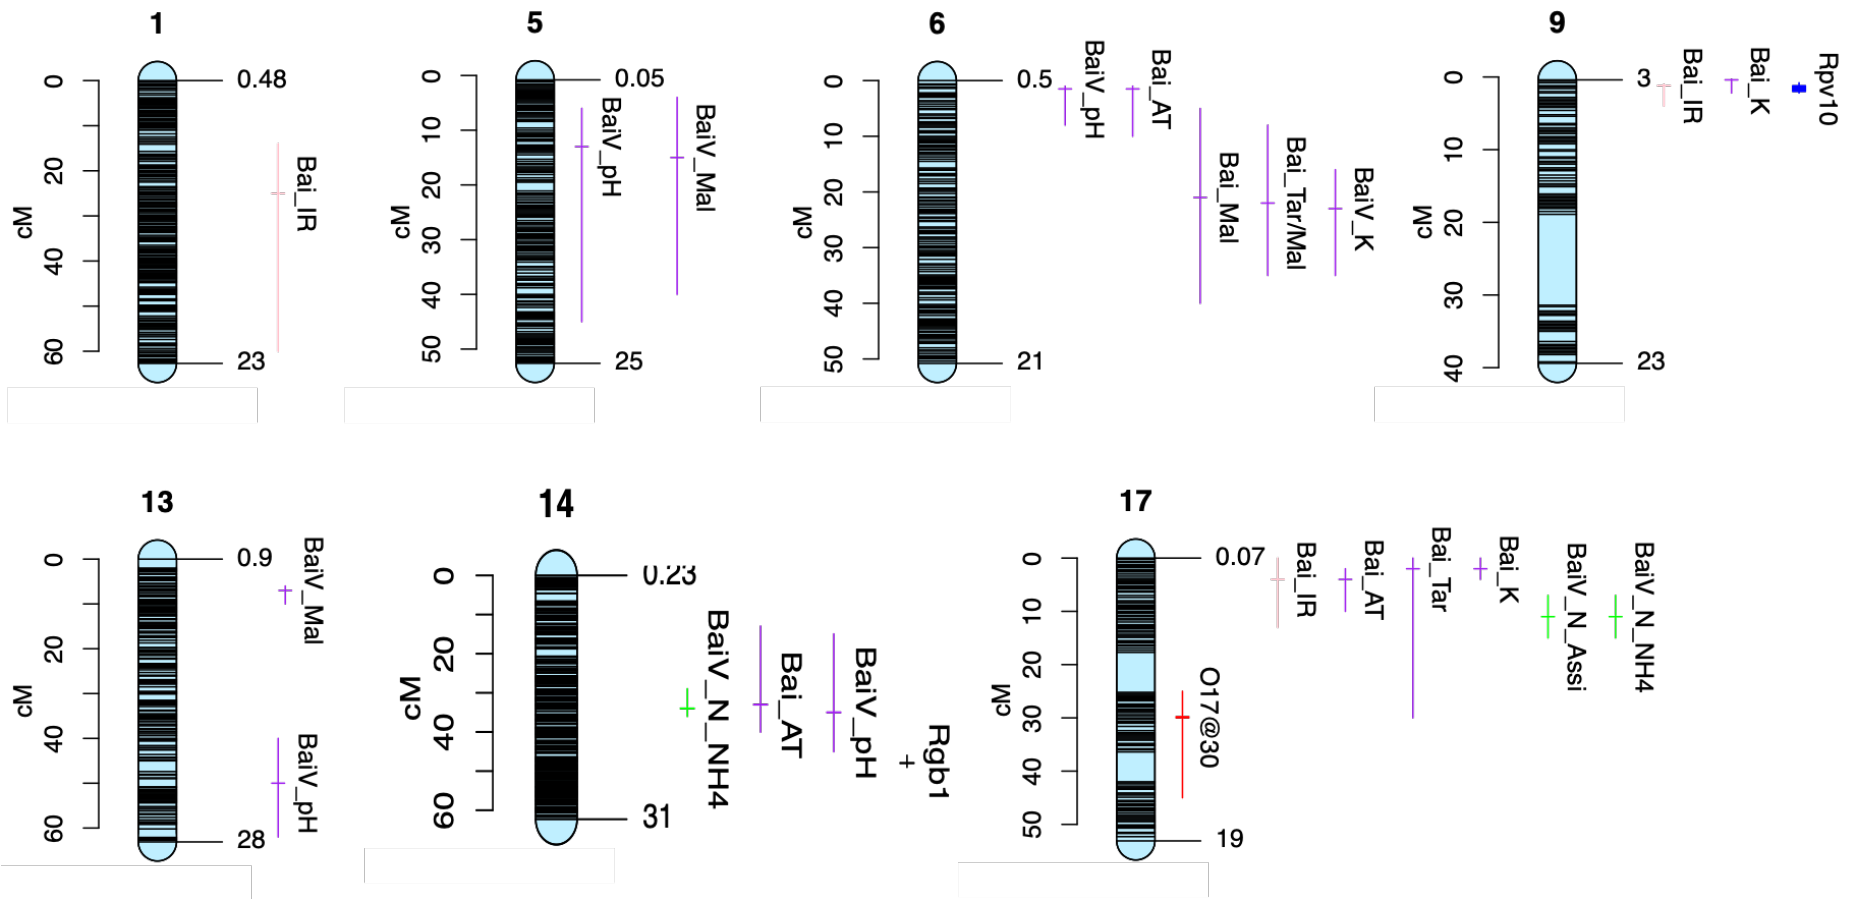 1
0
20
40
60
cM
0.48
23
Bai_IR
5
0
10
20
30
40
50
cM
0.05
25
BaiV_pH
BaiV_Mal
6
0
10
20
30
40
50
cM
0.5
21
BaiV_pH
Bai_AT
Bai_Mal
Bai_Tar/Mal
BaiV_K
9
0
10
20
30
40
cM
3
23
Bai_IR
Bai_K
Rpv10
13
0
20
40
60
cM
0.9
28
BaiV_Mal
BaiV_pH
14
0
20
40
60
cM
0.23
31
BaiV_N_NH4
Bai_AT
BaiV_pH
Rgb1
17
0
10
20
30
40
50
cM
0.07
19
O17@30
Bai_IR
Bai_AT
Bai_Tar
Bai_K
BaiV_N_Assi
BaiV_N_NH4